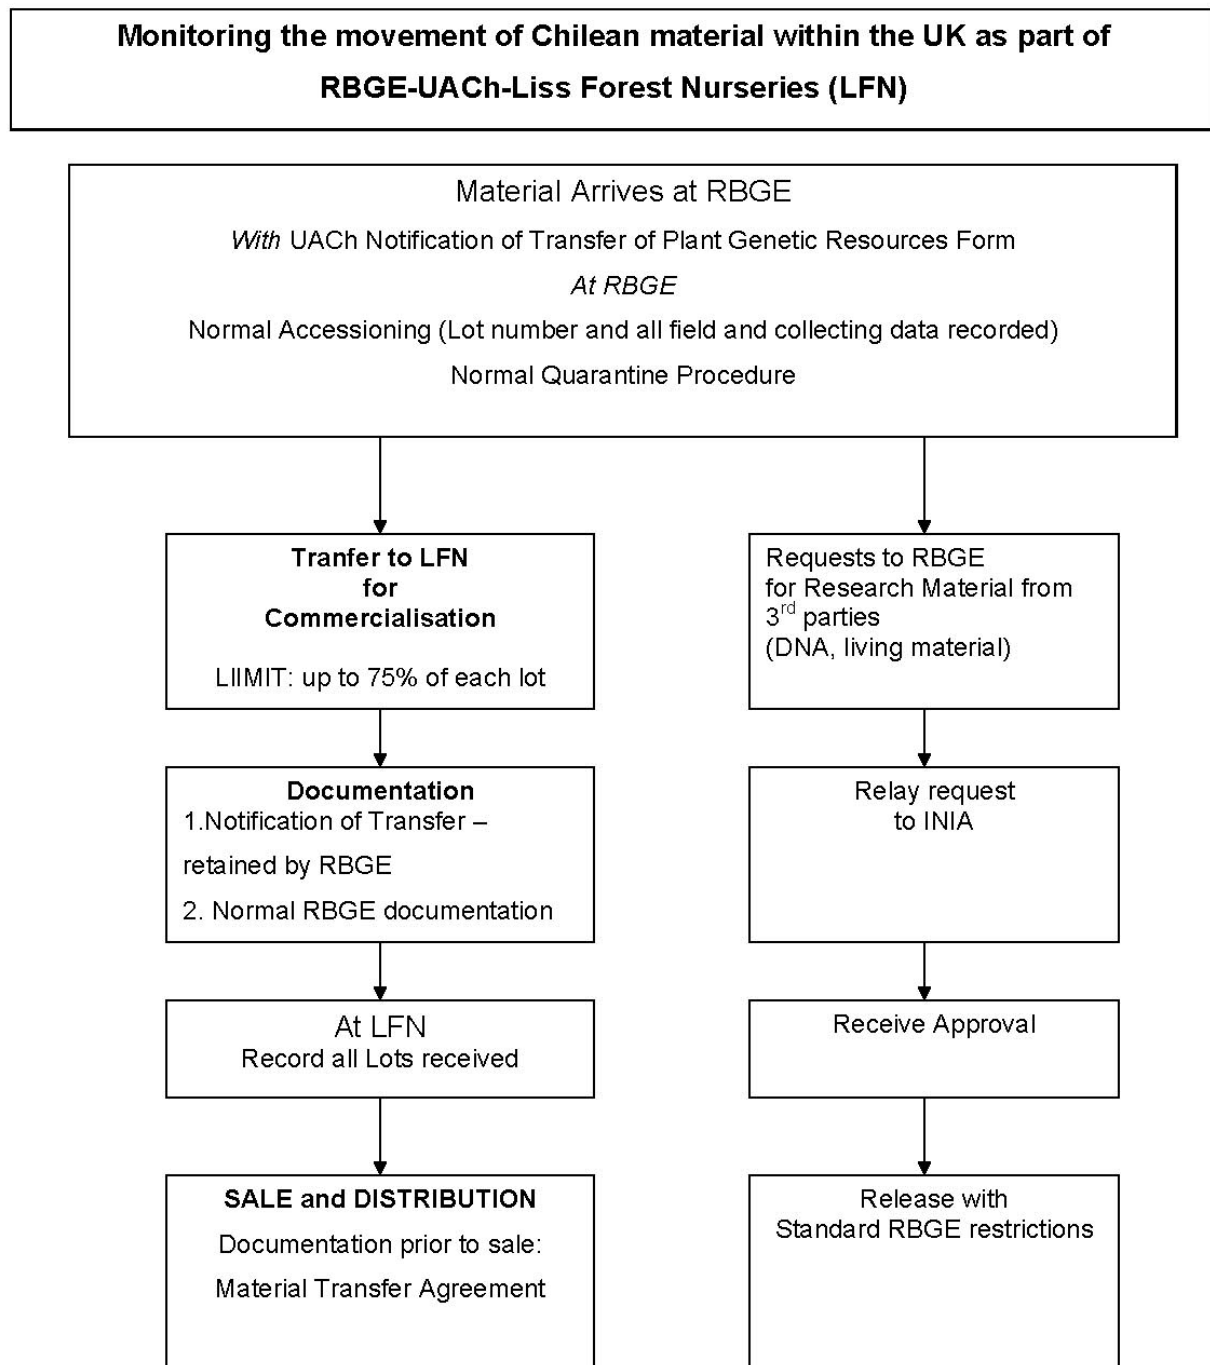 Monitoring the movement of Chilean material within the UK as part of
RBGE-UACh-Liss Forest Nurseries (LFN)
Material Arrives at RBGE
With UACh Notification of Transfer of Plant Genetic Resources Form
At RBGE
Normal Accessioning (Lot number and all field and collecting data recorded)
Normal Quarantine Procedure
Tranfer to LFN
for
Commercialisation
LIIMIT: up to 75% of each lot
Documentation
1.Notification of Transfer –
retained by RBGE
2. Normal RBGE documentation
At LFN
Record all Lots received
SALE and DISTRIBUTION
Documentation prior to sale:
Material Transfer Agreement
Requests to RBGE
for Research Material from
3rd parties
(DNA, living material)
Relay request
to INIA
Receive Approval
Release with
Standard RBGE restrictions